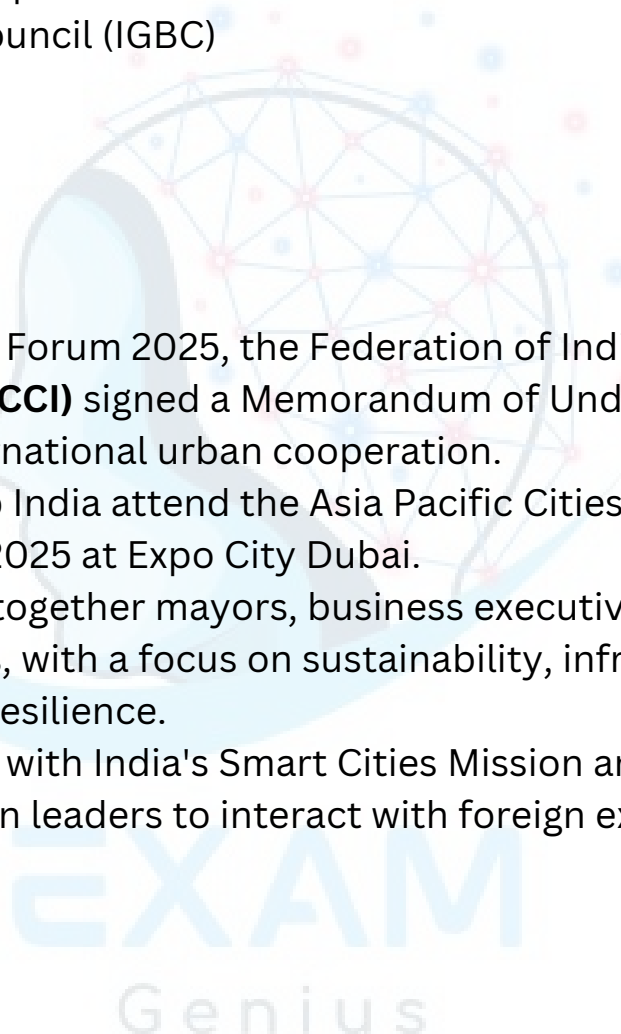 ouncil (IGBC)
Forum 2025, the Federation of Ind
CCI) signed a Memorandum of Und
rnational urban cooperation.
India attend the Asia Pacific Cities
2025 at Expo City Dubai.
together mayors, business executiv
, with a focus on sustainability, infr
esilience.
with India's Smart Cities Mission ar
n leaders to interact with foreign ex
EXAM
Genius